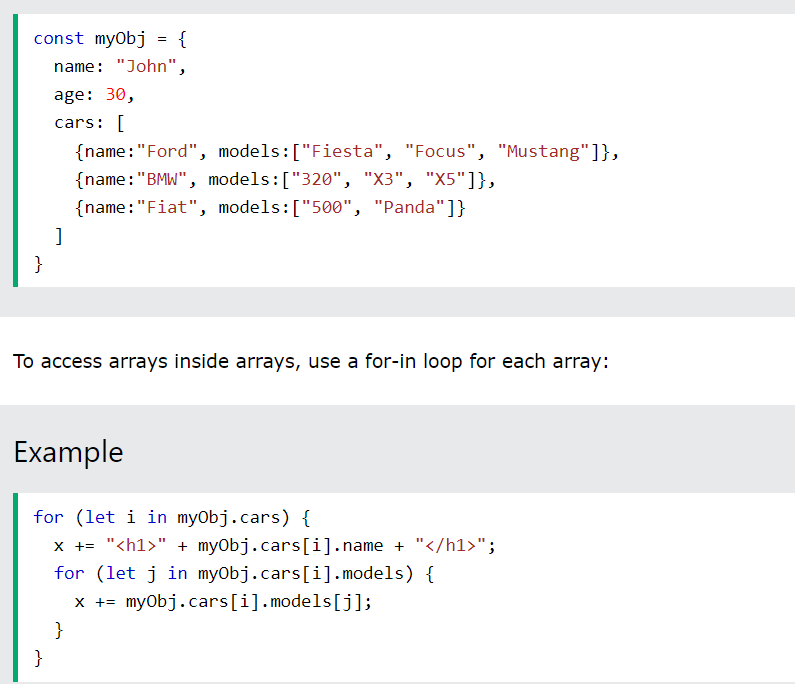 const myObj = {
  name: "John",
  age: 30,
  cars: [
    {name:"Ford", models:["Fiesta", "Focus", "Mustang"]},
    {name:"BMW", models:["320", "X3", "X5"]},
    {name:"Fiat", models:["500", "Panda"]}
  ]
}
To access arrays inside arrays, use a for-in loop for each array:
Example
for (let i in myObj.cars) {
  x += "<h1>" + myObj.cars[i].name + "</h1>";
  for (let j in myObj.cars[i].models) {
    x += myObj.cars[i].models[j];
  }
}